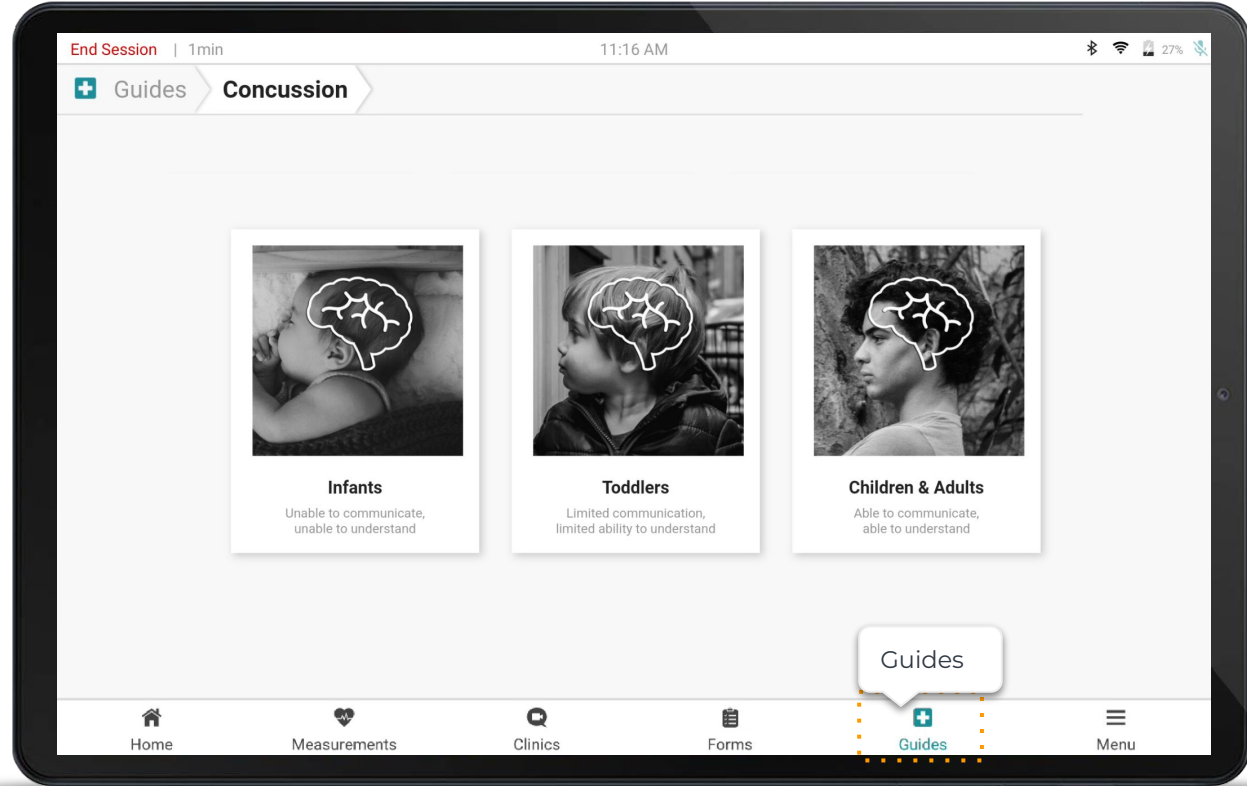 End Session | 1min 11:16 AM 27%
Guides Concussion
Infants
Unable to communicate,
unable to understand
Toddlers
Limited communication,
limited ability to understand
Children & Adults
Able to communicate,
able to understand
Guides
Home Measurements Clinics Forms Guides Menu